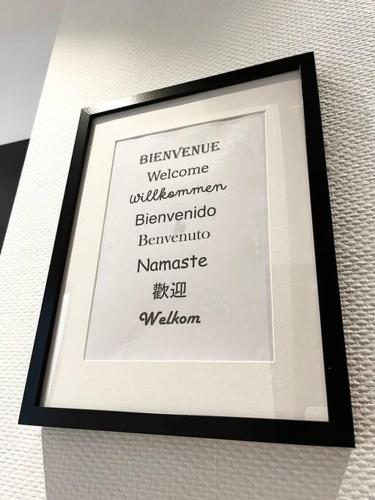 BIENVENUE
Welcome
Willkommen
Bienvenido
Benvenuto
Namaste
歡迎
Welkom